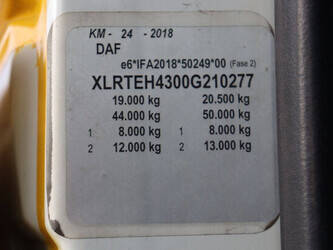 KM - 24 - 2018
DAF
e6*IFA2018*50249*00 (Fase 2)
XLRTEH4300G210277
19.000 kg 20.500 kg
44.000 kg 50.000 kg
1 8.000 kg 1 8.000 kg
2 12.000 kg 2 13.000 kg